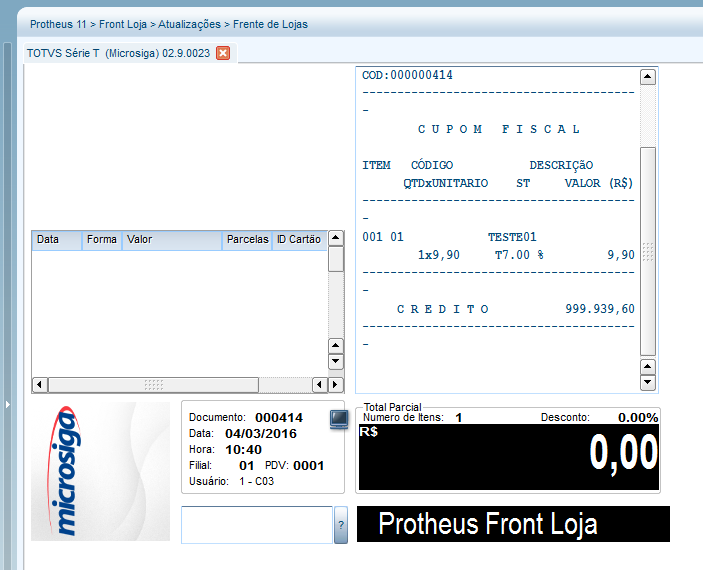 Protheus 11 > Front Loja > Atualizações > Frente de Lojas
TOTVS Série T (Microsiga) 02.9.0023
COD:000000414
-
C U P O M F I S C A L
ITEM CÓDIGO DESCRIÇãO
QTDxUNITARIO ST VALOR (R$)
-
001 01 TESTE01
1x9,90 T7.00 % 9,90
-
C R E D I T O 999.939,60
-
Data Forma Valor Parcelas ID Cartão
microsiga
Documento: 000414
Data: 04/03/2016
Hora: 10:40
Filial: 01 PDV: 0001
Usuário: 1 - C03
?
Total Parcial
Numero de Itens: 1 Desconto: 0.00%
R$
0,00
Protheus Front Loja